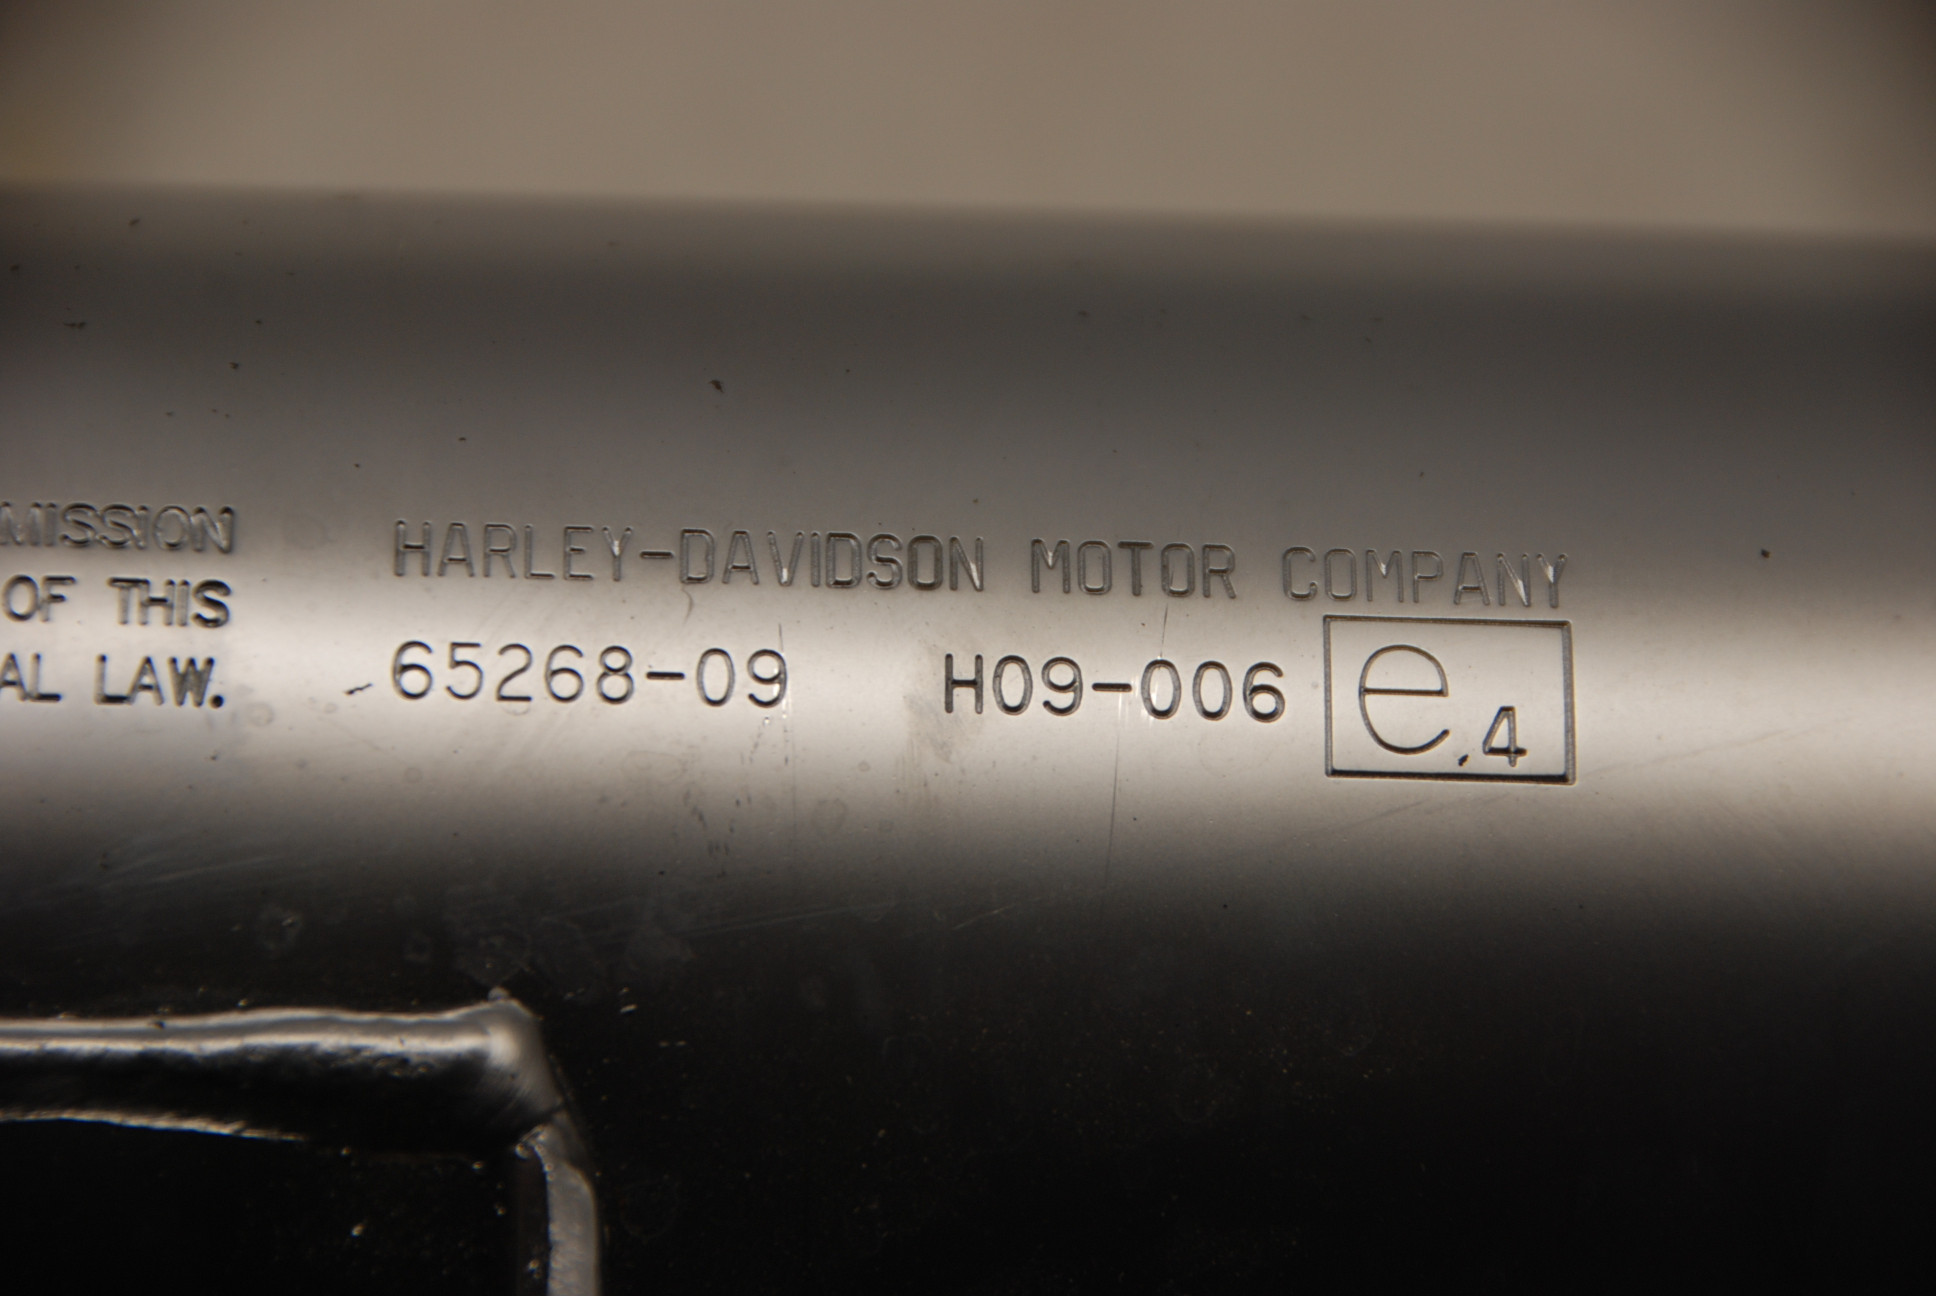 MISSION
OF THIS
AL LAW.
HARLEY-DAVIDSON MOTOR COMPANY
65268-09 H09-006 e4